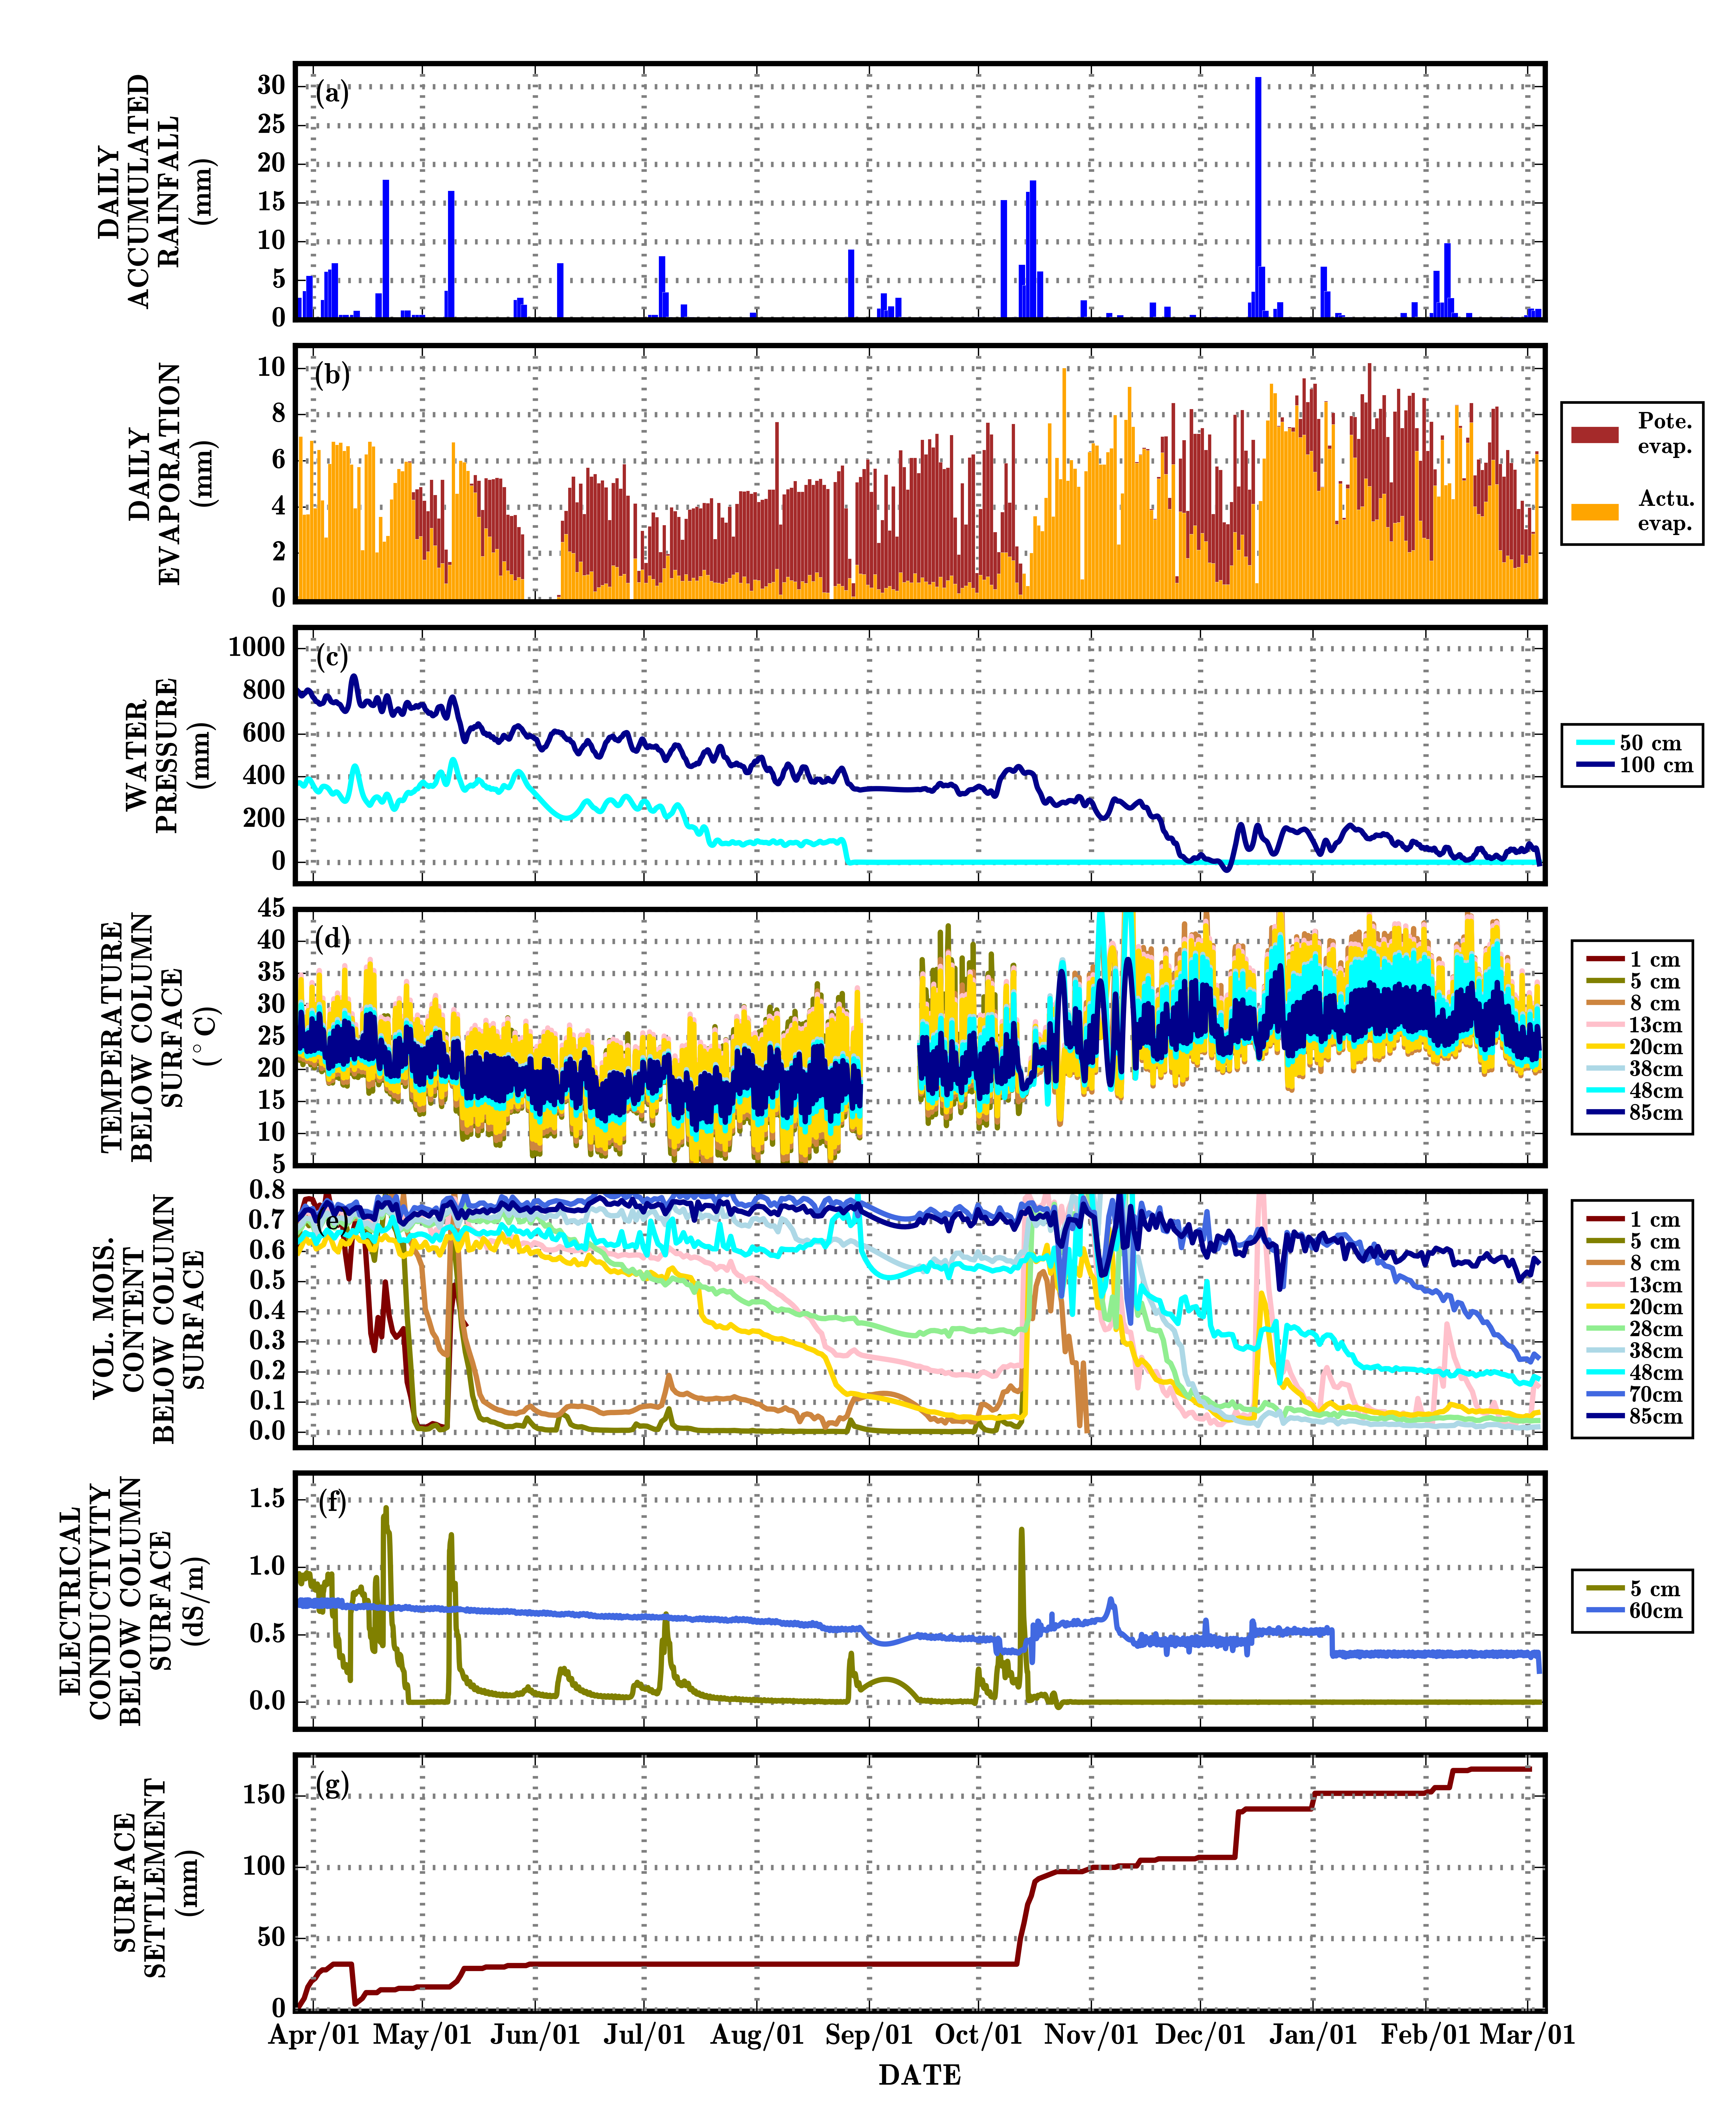 DAILY
ACCUMULATED
RAINFALL
(mm)
30
25
20
15
10
5
0
(a)
DAILY
EVAPORATION
(mm)
10
8
6
4
2
0
(b)
Pote.
evap.
Actu.
evap.
WATER
PRESSURE
(mm)
1000
800
600
400
200
0
(c)
50 cm
100 cm
TEMPERATURE
BELOW COLUMN
SURFACE
(°C)
45
40
35
30
25
20
15
10
5
(d)
1 cm
5 cm
8 cm
13cm
20cm
38cm
48cm
85cm
VOL. MOIS.
CONTENT
BELOW COLUMN
SURFACE
0.8
0.7
0.6
0.5
0.4
0.3
0.2
0.1
0.0
(e)
1 cm
5 cm
8 cm
13cm
20cm
28cm
38cm
48cm
70cm
85cm
ELECTRICAL
CONDUCTIVITY
BELOW COLUMN
SURFACE
(dS/m)
1.5
1.0
0.5
0.0
(f)
5 cm
60cm
SURFACE
SETTLEMENT
(mm)
150
100
50
0
(g)
Apr/01 May/01 Jun/01 Jul/01 Aug/01 Sep/01 Oct/01 Nov/01 Dec/01 Jan/01 Feb/01 Mar/01
DATE